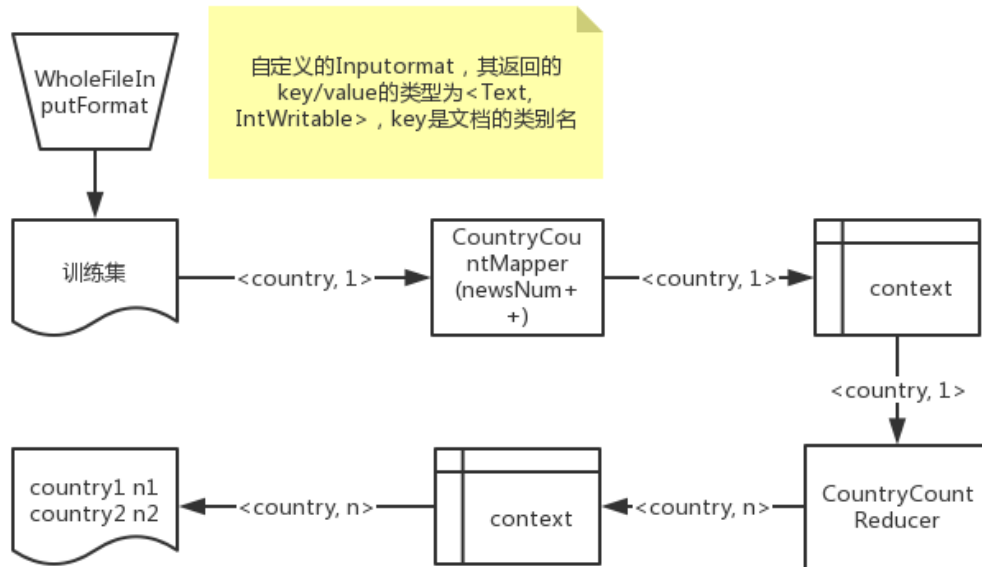 WholeFileIn
putFormat
自定义的Inputormat，其返回的
key/value的类型为<Text,
IntWritable>，key是文档的类别名
训练集
<country, 1>
CountryCou
ntMapper
(newsNum+
+)
<country, 1>
context
<country, 1>
CountryCount
Reducer
<country, n>
context
<country, n>
country1 n1
country2 n2